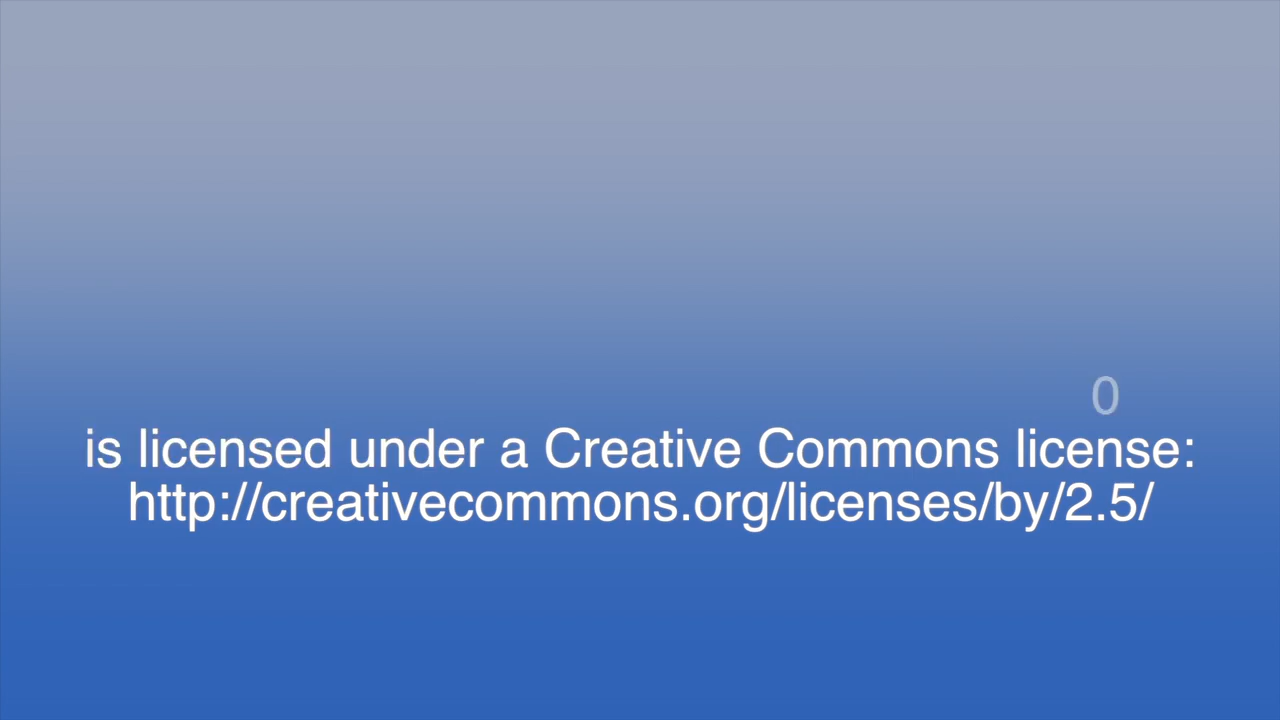 0
is licensed under a Creative Commons license:
http://creativecommons.org/licenses/by/2.5/